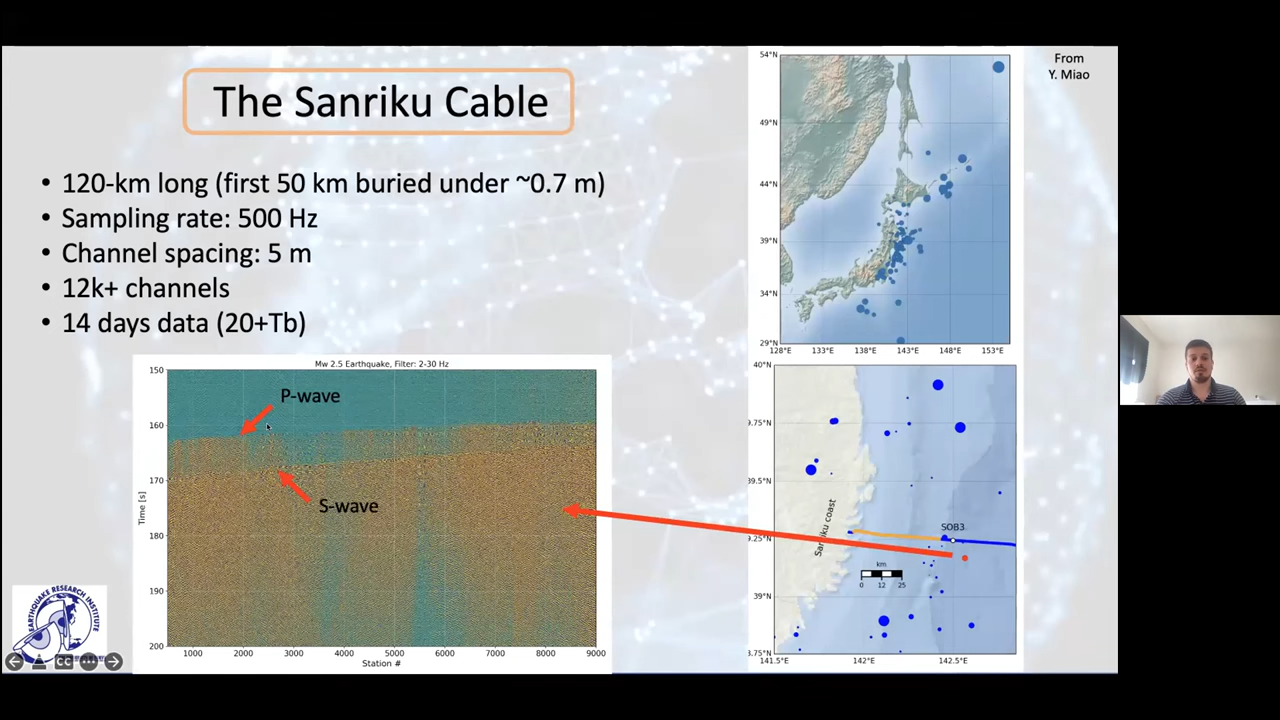 The Sanriku Cable
From
Y. Miao
• 120-km long (first 50 km buried under ~0.7 m)
• Sampling rate: 500 Hz
• Channel spacing: 5 m
• 12k+ channels
• 14 days data (20+Tb)
54°N
49°N
44°N
39°N
34°N
29°N
128°E 133°E 138°E 143°E 148°E 153°E
Mw 2.5 Earthquake, Filter: 2-30 Hz
P-wave
S-wave
Time [s]
150
160
170
180
190
200
1000 2000 3000 4000 5000 6000 7000 8000 9000
Station #
40°N
9.75°N
39.5°N
9.25°N
39°N
8.75°N
141.5°E 142°E 142.5°E
Sanriku coast
SOB3
km
0 12 25
EARTHQUAKE RESEARCH INSTITUTE
CC